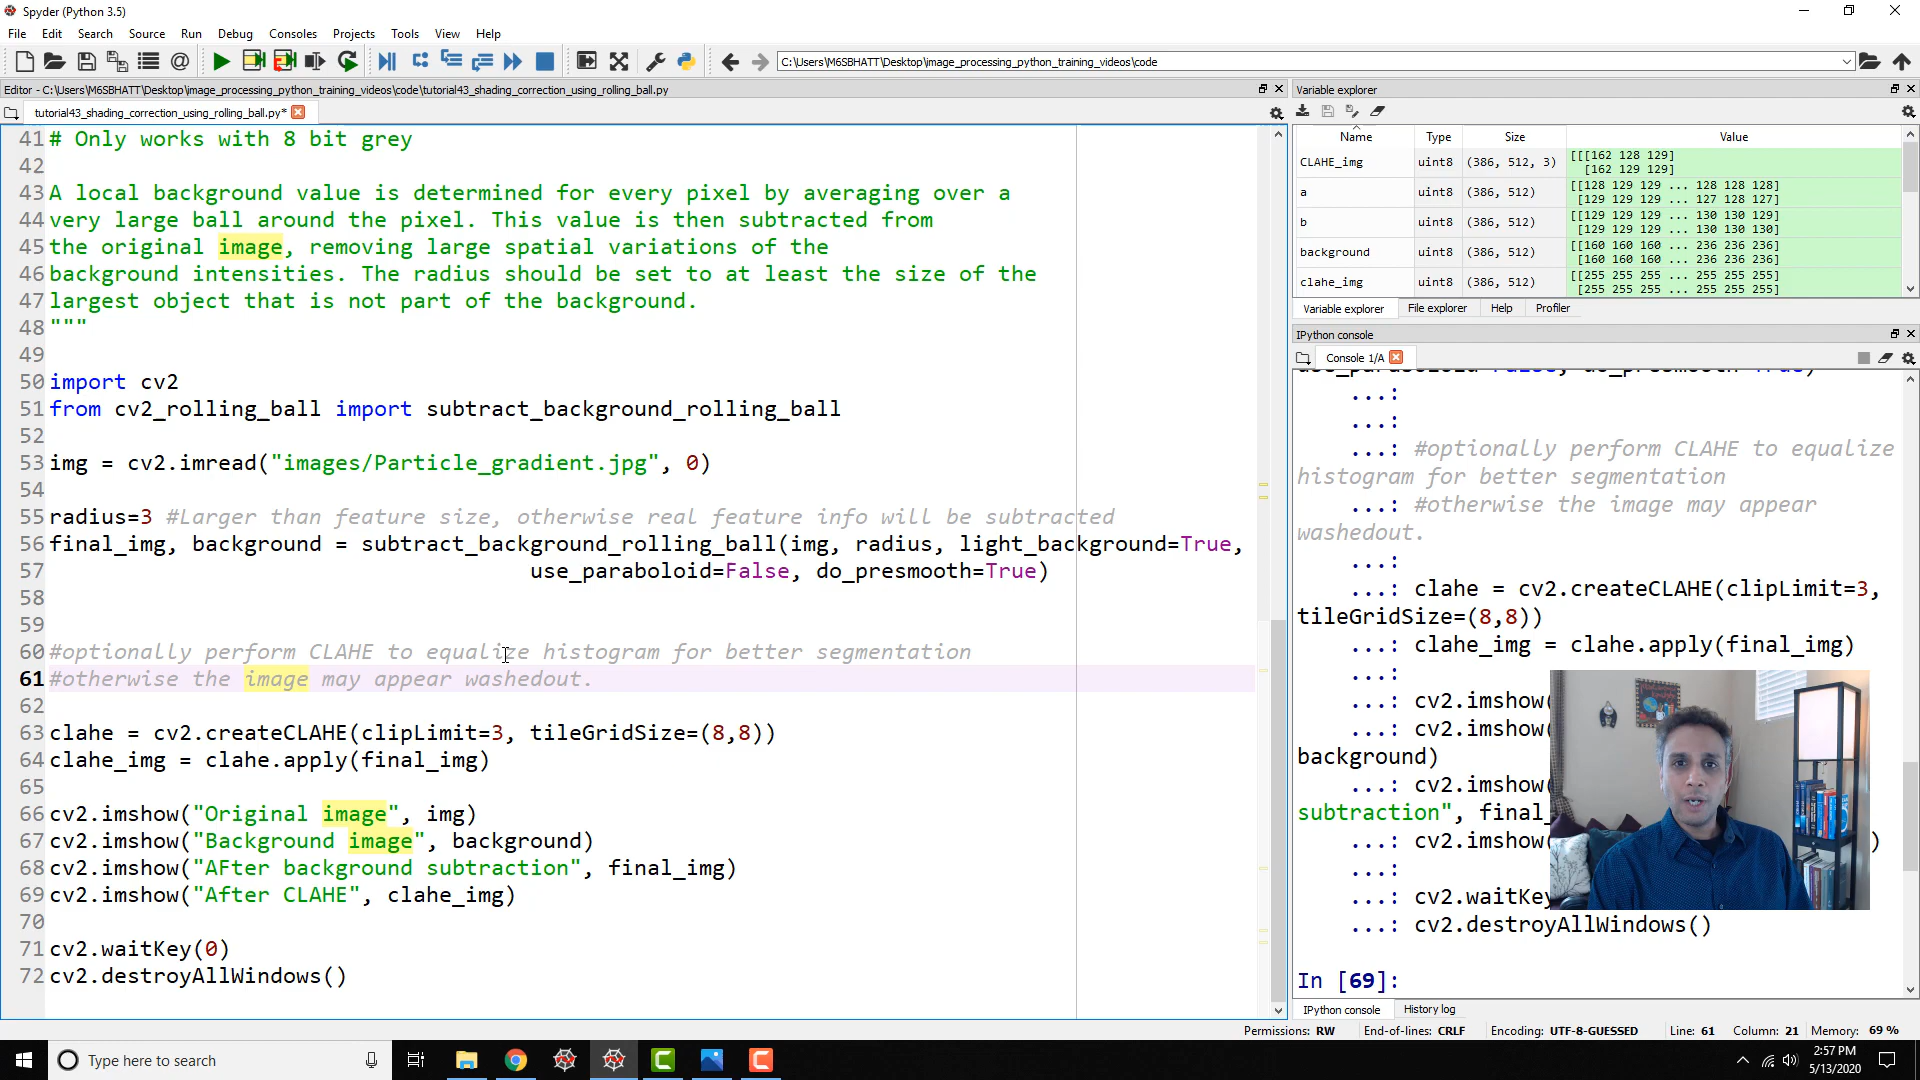 Spyder (Python 3.5)
File Edit Search Source Run Debug Consoles Projects Tools View Help
C:\Users\M6SBHATT\Desktop\image_processing_python_training_videos\code
Editor - C:\Users\M6SBHATT\Desktop\image_processing_python_training_videos\code\tutorial43_shading_correction_using_rolling_ball.py
tutorial43_shading_correction_using_rolling_ball.py*
41 # Only works with 8 bit grey
42
43 A local background value is determined for every pixel by averaging over a
44 very large ball around the pixel. This value is then subtracted from
45 the original image, removing large spatial variations of the
46 background intensities. The radius should be set to at least the size of the
47 largest object that is not part of the background.
48 """
49
50 import cv2
51 from cv2_rolling_ball import subtract_background_rolling_ball
52
53 img = cv2.imread("images/Particle_gradient.jpg", 0)
54
55 radius=3 #Larger than feature size, otherwise real feature info will be subtracted
56 final_img, background = subtract_background_rolling_ball(img, radius, light_background=True,
57 use_paraboloid=False, do_presmooth=True)
58
59
60 #optionally perform CLAHE to equalize histogram for better segmentation
61 #otherwise the image may appear washedout.
62
63 clahe = cv2.createCLAHE(clipLimit=3, tileGridSize=(8,8))
64 clahe_img = clahe.apply(final_img)
65
66 cv2.imshow("Original image", img)
67 cv2.imshow("Background image", background)
68 cv2.imshow("AFter background subtraction", final_img)
69 cv2.imshow("After CLAHE", clahe_img)
70
71 cv2.waitKey(0)
72 cv2.destroyAllWindows()
Variable explorer
Name Type Size Value
CLAHE_img uint8 (386, 512, 3) [[[162 128 129]
[162 129 129]
a uint8 (386, 512) [[128 129 129 ... 128 128 128]
[129 129 129 ... 127 128 127]
b uint8 (386, 512) [[129 129 129 ... 130 130 129]
[129 129 129 ... 130 130 130]
background uint8 (386, 512) [[160 160 160 ... 236 236 236]
[160 160 160 ... 236 236 236]
clahe_img uint8 (386, 512) [[255 255 255 ... 255 255 255]
[255 255 255 ... 255 255 255]
Variable explorer File explorer Help Profiler
IPython console
Console 1/A
...:
...:
...: #optionally perform CLAHE to equalize
histogram for better segmentation
...: #otherwise the image may appear
washedout.
...:
...: clahe = cv2.createCLAHE(clipLimit=3,
tileGridSize=(8,8))
...: clahe_img = clahe.apply(final_img)
...:
...: cv2.imshow(
...: cv2.imshow(
background)
...: cv2.imshow(
subtraction", final_
...: cv2.imshow( )
...:
...: cv2.waitKey
...: cv2.destroyAllWindows()
In [69]:
IPython console History log
Permissions: RW End-of-lines: CRLF Encoding: UTF-8-GUESSED Line: 61 Column: 21 Memory: 69 %
Type here to search
2:57 PM
5/13/2020